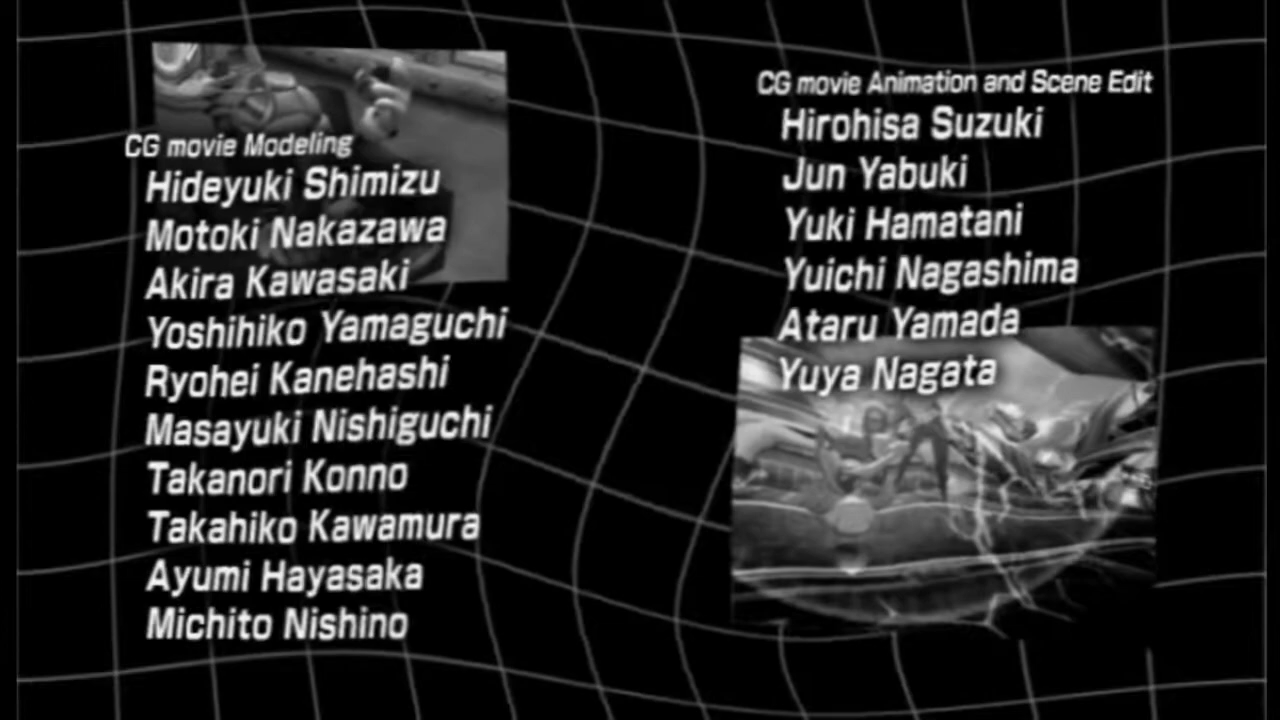 CG movie Modeling
Hideyuki Shimizu
Motoki Nakazawa
Akira Kawasaki
Yoshihiko Yamaguchi
Ryohei Kanehashi
Masayuki Nishiguchi
Takanori Konno
Takahiko Kawamura
Ayumi Hayasaka
Michito Nishino
CG movie Animation and Scene Edit
Hirohisa Suzuki
Jun Yabuki
Yuki Hamatani
Yuichi Nagashima
Ataru Yamada
Yuya Nagata